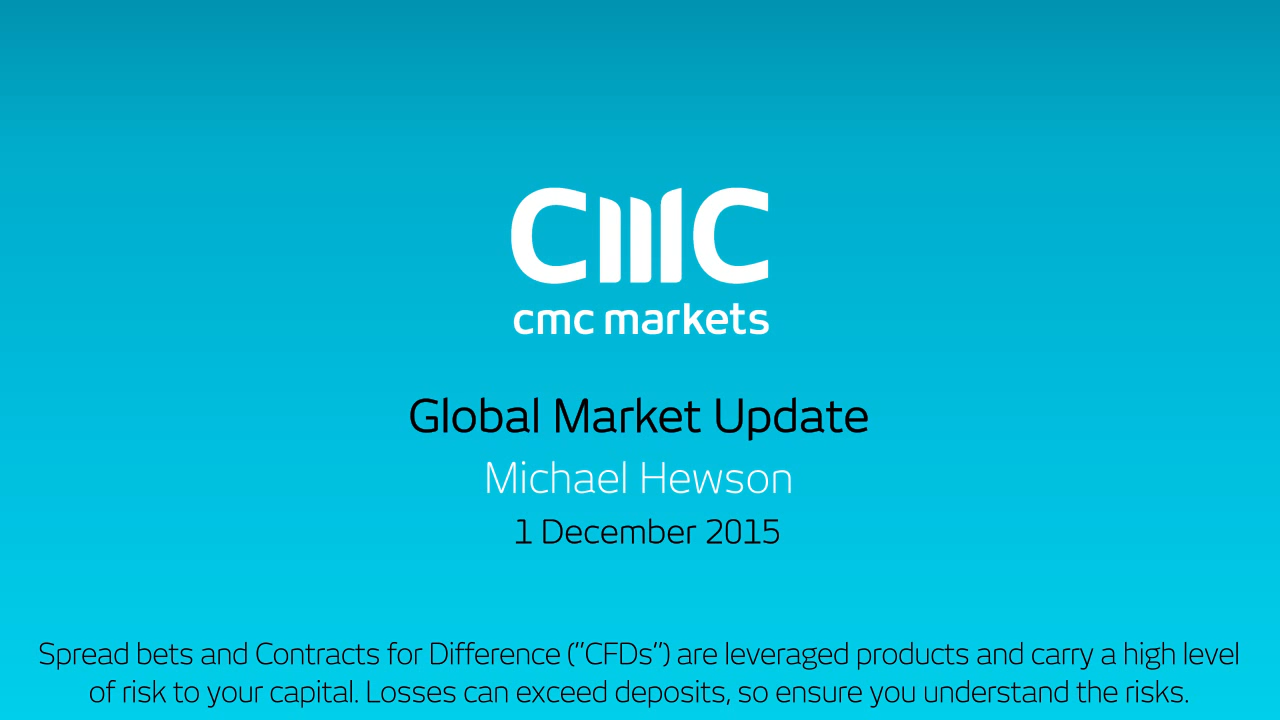 CMC
cmc markets
Global Market Update
Michael Hewson
1 December 2015
Spread bets and Contracts for Difference (“CFDs”) are leveraged products and carry a high level
of risk to your capital. Losses can exceed deposits, so ensure you understand the risks.